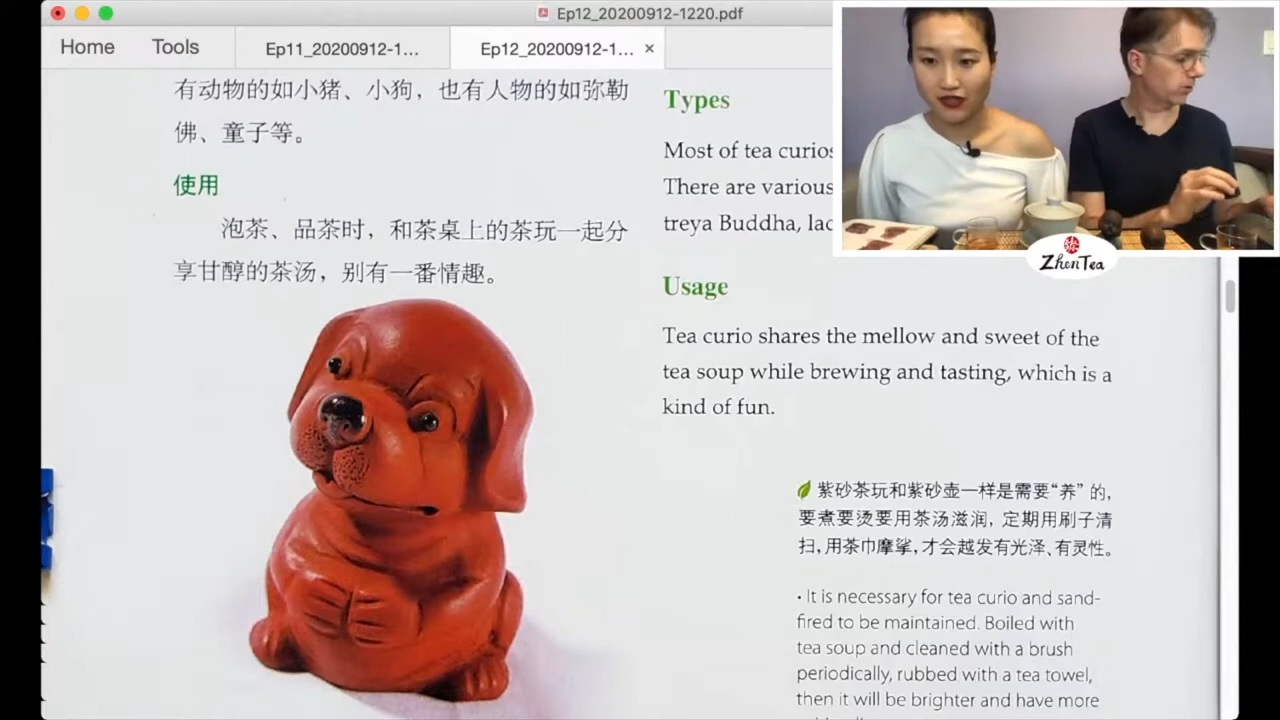 Ep12_20200912-1220.pdf
Home
Tools
Ep11_20200912-1...
Ep12_20200912-1... ×
有动物的如小猪、小狗，也有人物的如弥勒
佛、童子等。
使用
泡茶、品茶时，和茶桌上的茶玩一起分
享甘醇的茶汤，别有一番情趣。
Types
Most of tea curios
There are various
treya Buddha, lad
Usage
Tea curio shares the mellow and sweet of the
tea soup while brewing and tasting, which is a
kind of fun.
紫砂茶玩和紫砂壶一样是需要“养”的，
要煮要烫要用茶汤滋润，定期用刷子清
扫，用茶巾摩挲，才会越发有光泽、有灵性。
• It is necessary for tea curio and sand-
fired to be maintained. Boiled with
tea soup and cleaned with a brush
periodically, rubbed with a tea towel,
then it will be brighter and have more
Zhen Tea